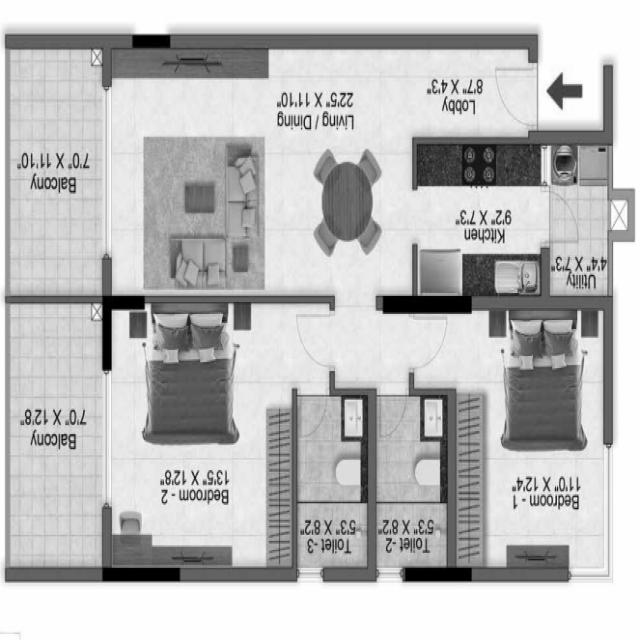 Bedroom - 1
11'0" X 12'4"
Toilet-2
5'3" X 8'2"
Toilet-3
5'3" X 8'2"
Bedroom - 2
13'5" X 12'8"
Balcony
7'0" X 12'8"
Utility
4'4" X 7'3"
Kitchen
9'2" X 7'3"
Balcony
7'0" X 11'10"
Living / Dining
22'5" X 11'10"
Lobby
8'7" X 4'3"